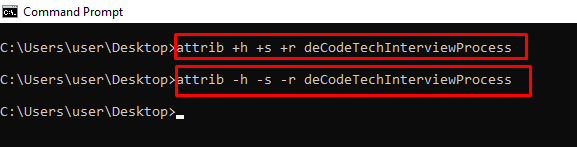 Command Prompt
C:\Users\user\Desktop>attrib +h +s +r deCodeTechInterviewProcess
C:\Users\user\Desktop>attrib -h -s -r deCodeTechInterviewProcess
C:\Users\user\Desktop>